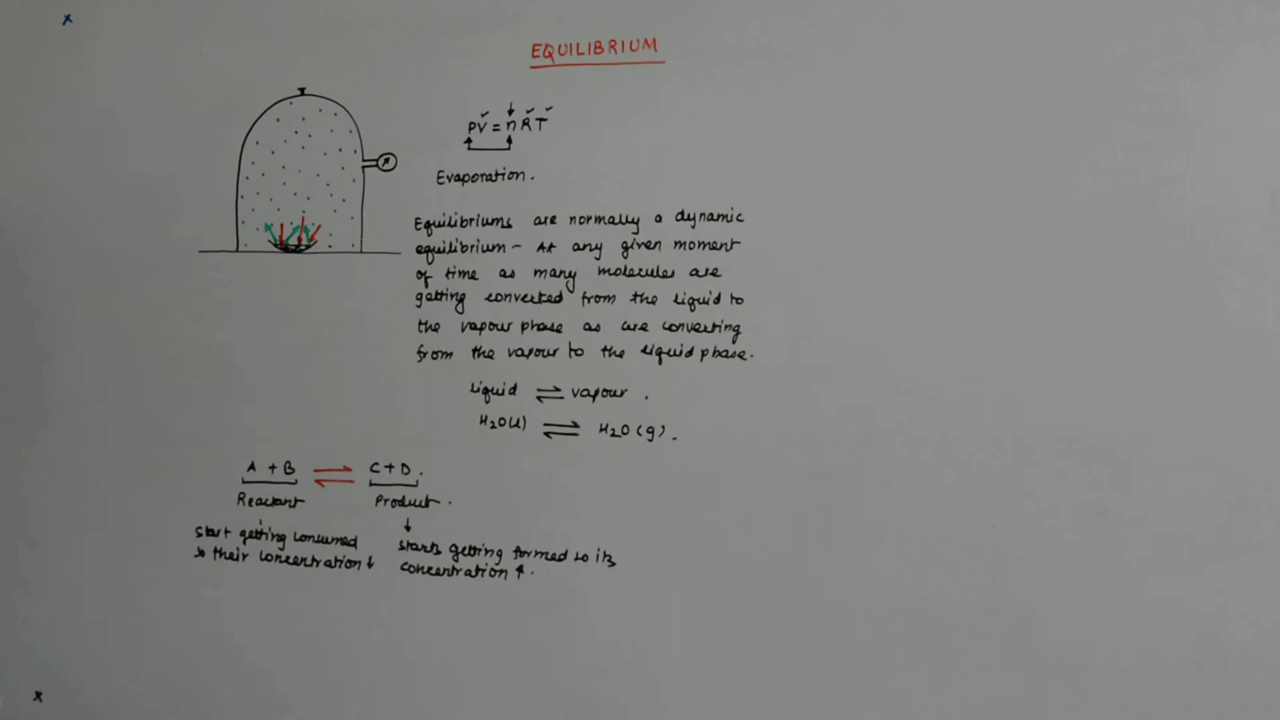 EQUILIBRIUM
PV = nRT
Evaporation.
Equilibriums are normally a dynamic
equilibrium - At any given moment
of time as many molecules are
getting converted from the liquid to
the vapour phase as are converting
from the vapour to the liquid phase.
liquid ⇌ vapour.
H₂O(l) ⇌ H₂O(g).
A + B ⇌ C + D.
Reactant Product.
start getting consumed
so their concentration ↓
starts getting formed so its
concentration ↑.